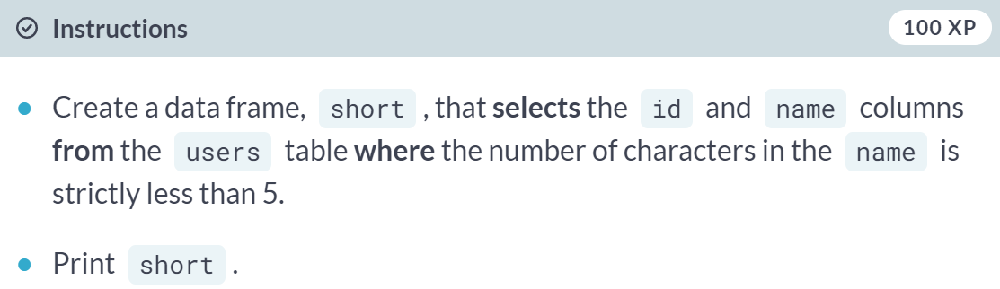 Instructions
100 XP
Create a data frame, short , that selects the id and name columns
from the users table where the number of characters in the name is
strictly less than 5.
Print short .